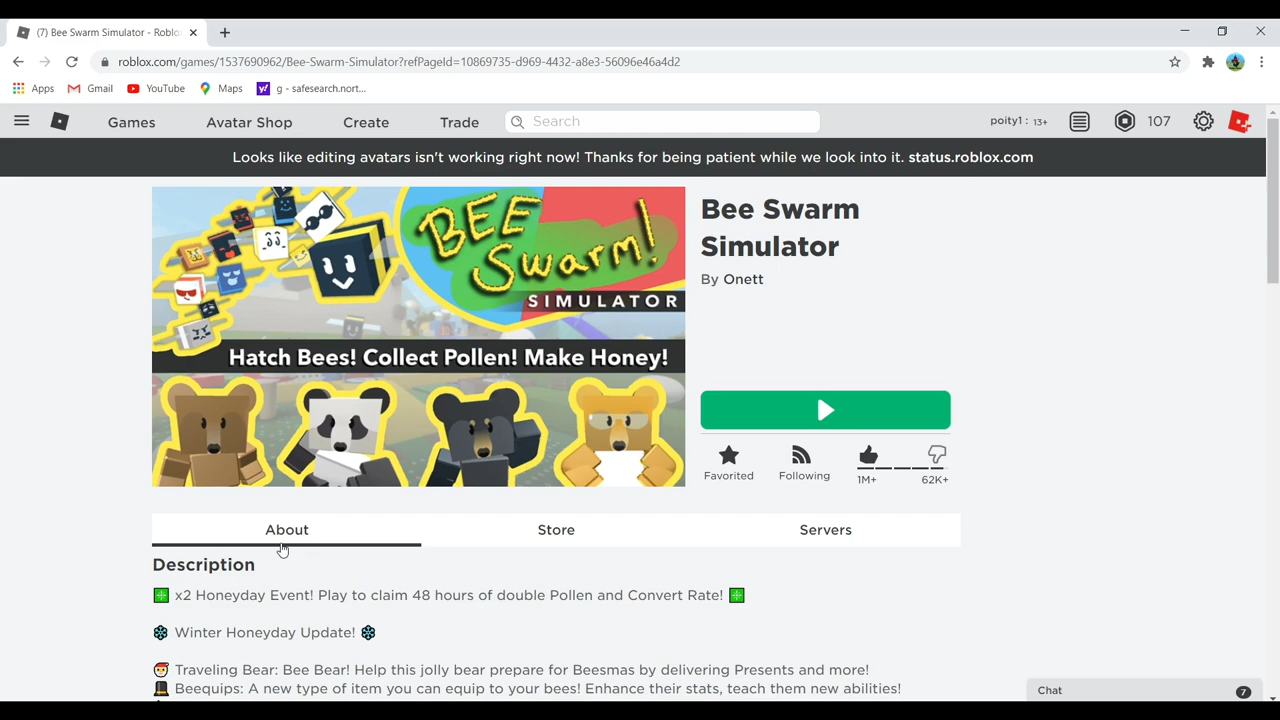 (7) Bee Swarm Simulator - Roblo
roblox.com/games/1537690962/Bee-Swarm-Simulator?refPageId=10869735-d969-4432-a8e3-56096e46a4d2
Apps Gmail YouTube Maps g - safesearch.nort...
Games Avatar Shop Create Trade Search poity1 : 13+ 107
Looks like editing avatars isn't working right now! Thanks for being patient while we look into it. status.roblox.com
BEE
Swarm!
SIMULATOR
Hatch Bees! Collect Pollen! Make Honey!
Bee Swarm
Simulator
By Onett
Favorited Following 1M+ 62K+
About Store Servers
Description
x2 Honeyday Event! Play to claim 48 hours of double Pollen and Convert Rate!
Winter Honeyday Update!
Traveling Bear: Bee Bear! Help this jolly bear prepare for Beesmas by delivering Presents and more!
Beequips: A new type of item you can equip to your bees! Enhance their stats, teach them new abilities!
Chat 7